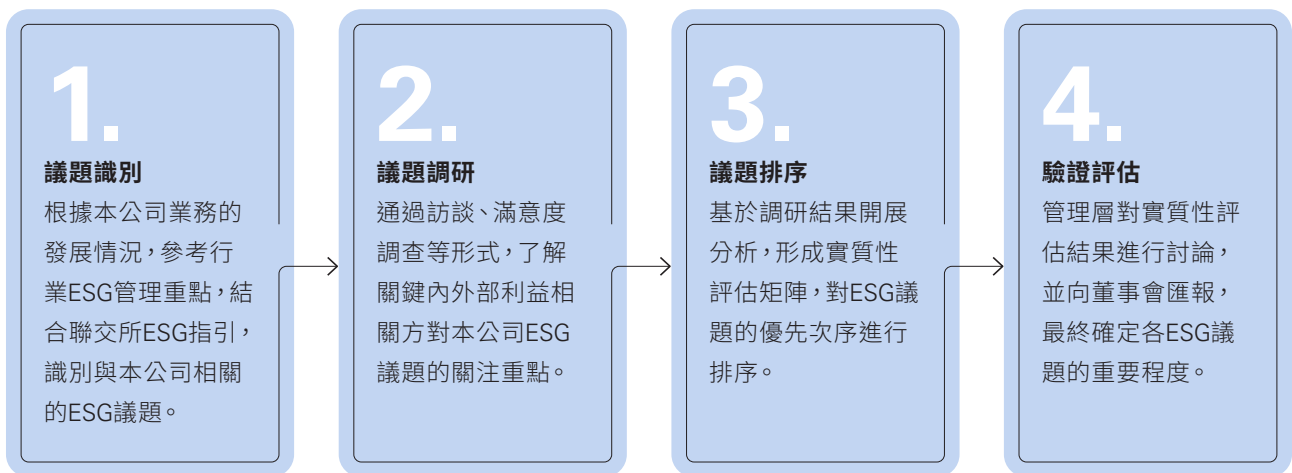 1.
議題識別
根據本公司業務的
發展情況，參考行
業ESG管理重點，結
合聯交所ESG指引，
識別與本公司相關
的ESG議題。
2.
議題調研
通過訪談、滿意度
調查等形式，了解
關鍵內外部利益相
關方對本公司ESG
議題的關注重點。
3.
議題排序
基於調研結果開展
分析，形成實質性
評估矩陣，對ESG議
題的優先次序進行
排序。
4.
驗證評估
管理層對實質性評
估結果進行討論，
並向董事會匯報，
最終確定各ESG議
題的重要程度。